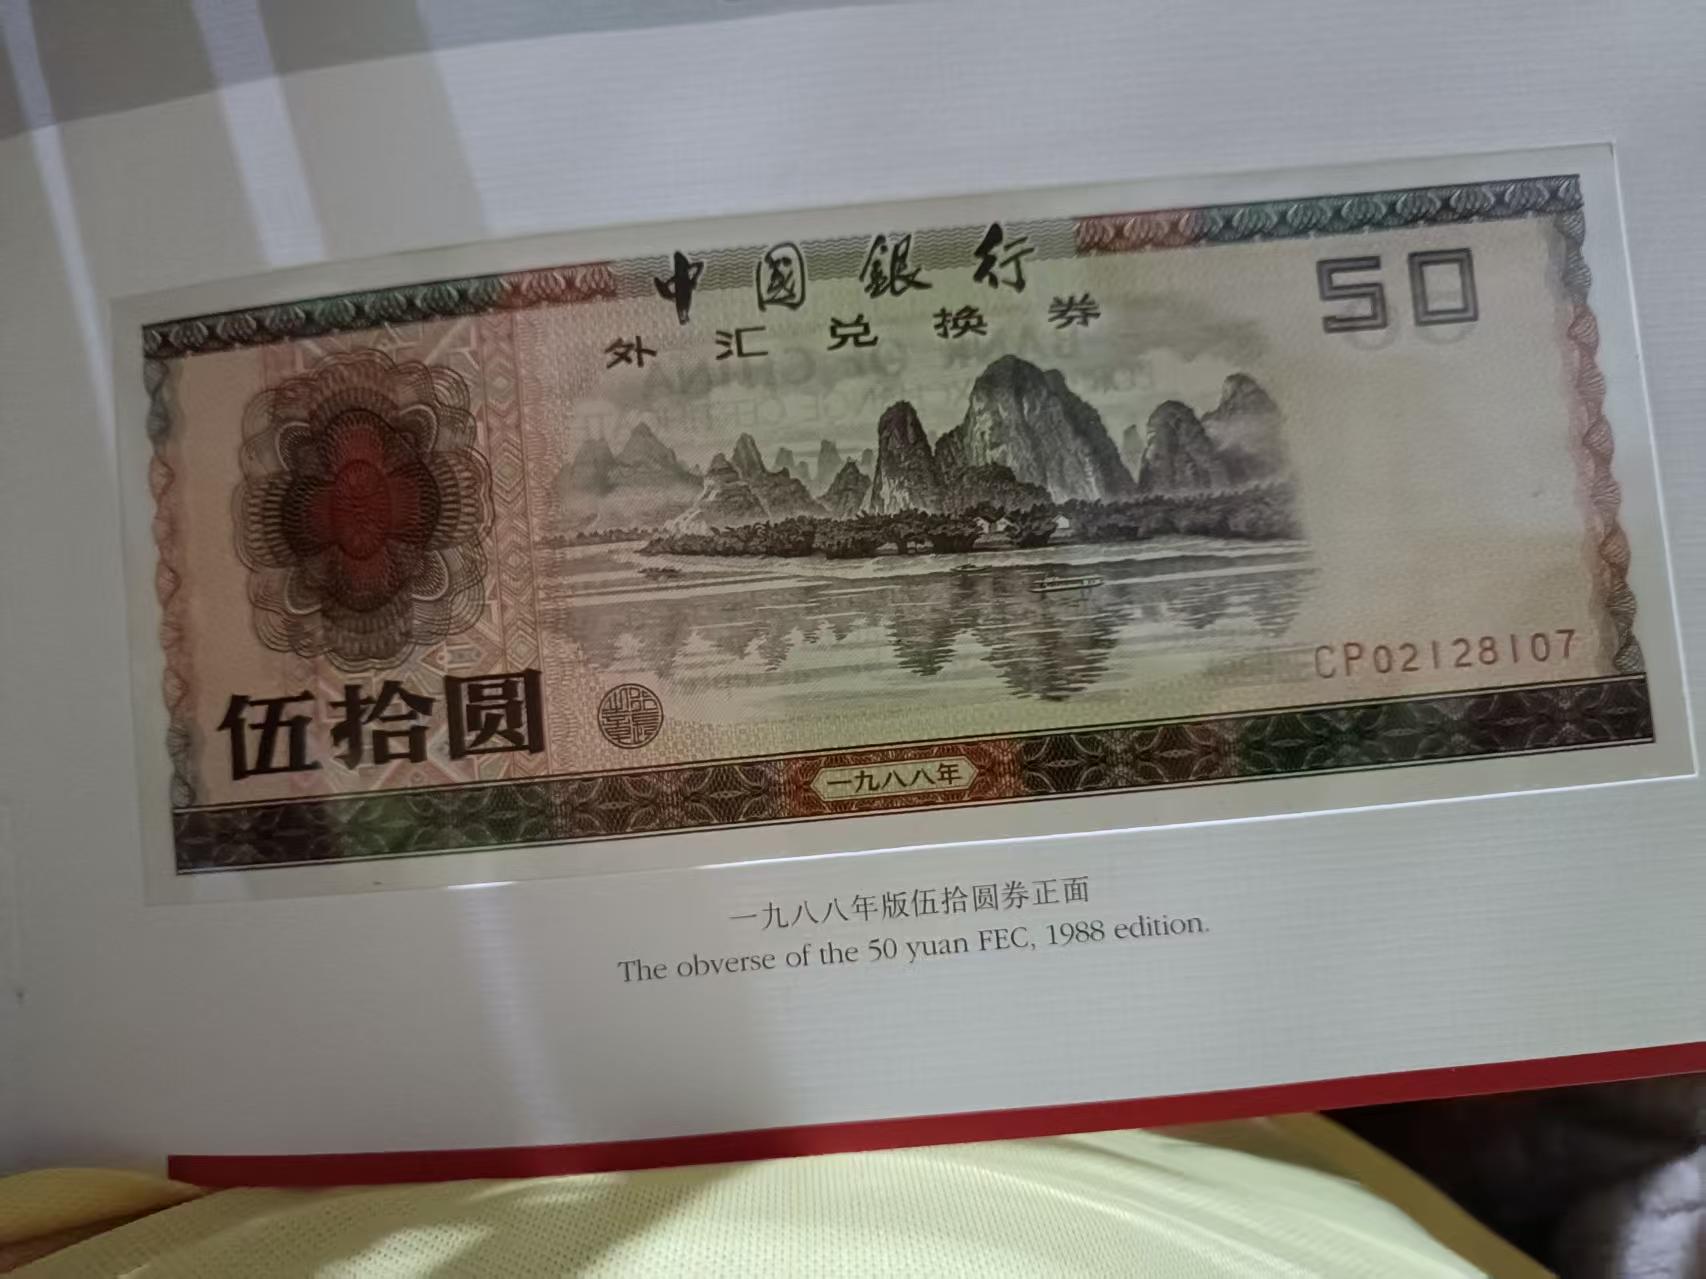 中國銀行
外汇兑换券
50
CP02128107
伍拾圆
一九八八年
一九八八年版伍拾圆券正面
The obverse of the 50 yuan FEC, 1988 edition.